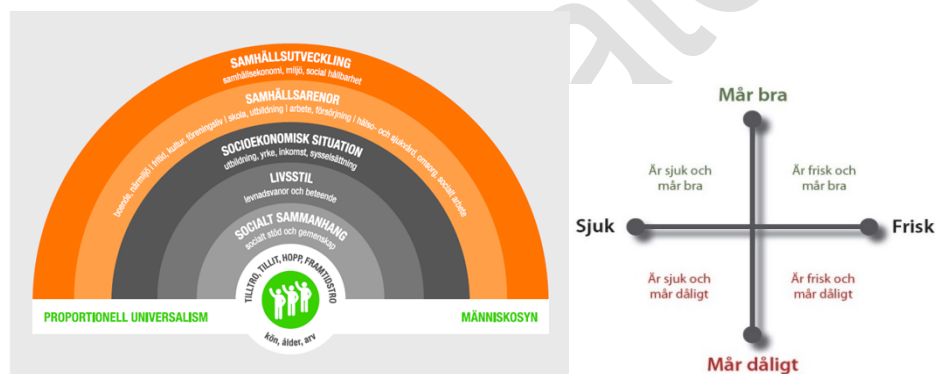 SAMHÄLLSUTVECKLING
samhällsekonomi, miljö, social hållbarhet
SAMHÄLLSARENOR
boende, närmiljö i fritid, kultur, föreningsliv i skola, utbildning i arbete, försörjning i hälso- och sjukvård, omsorg, socialt arbete
SOCIOEKONOMISK SITUATION
utbildning, yrke, inkomst, sysselsättning
LIVSSTIL
levnadsvanor och beteende
SOCIALT SAMMANHANG
socialt stöd och gemenskap
TILLTRO, TILLIT, HOPP, FRAMTIDSTRO
kön, ålder, arv
PROPORTIONELL UNIVERSALISM
MÄNNISKOSYN
Mår bra
Är sjuk och
mår bra
Är frisk och
mår bra
Sjuk
Frisk
Är sjuk och
mår dåligt
Är frisk och
mår dåligt
Mår dåligt